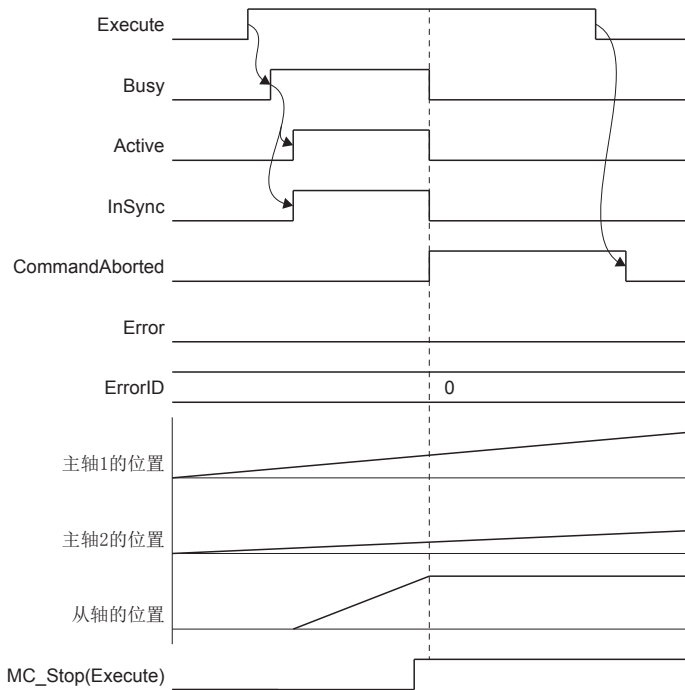 Execute
Busy
Active
InSync
CommandAborted
Error
ErrorID
0
主轴1的位置
主轴2的位置
从轴的位置
MC_Stop(Execute)